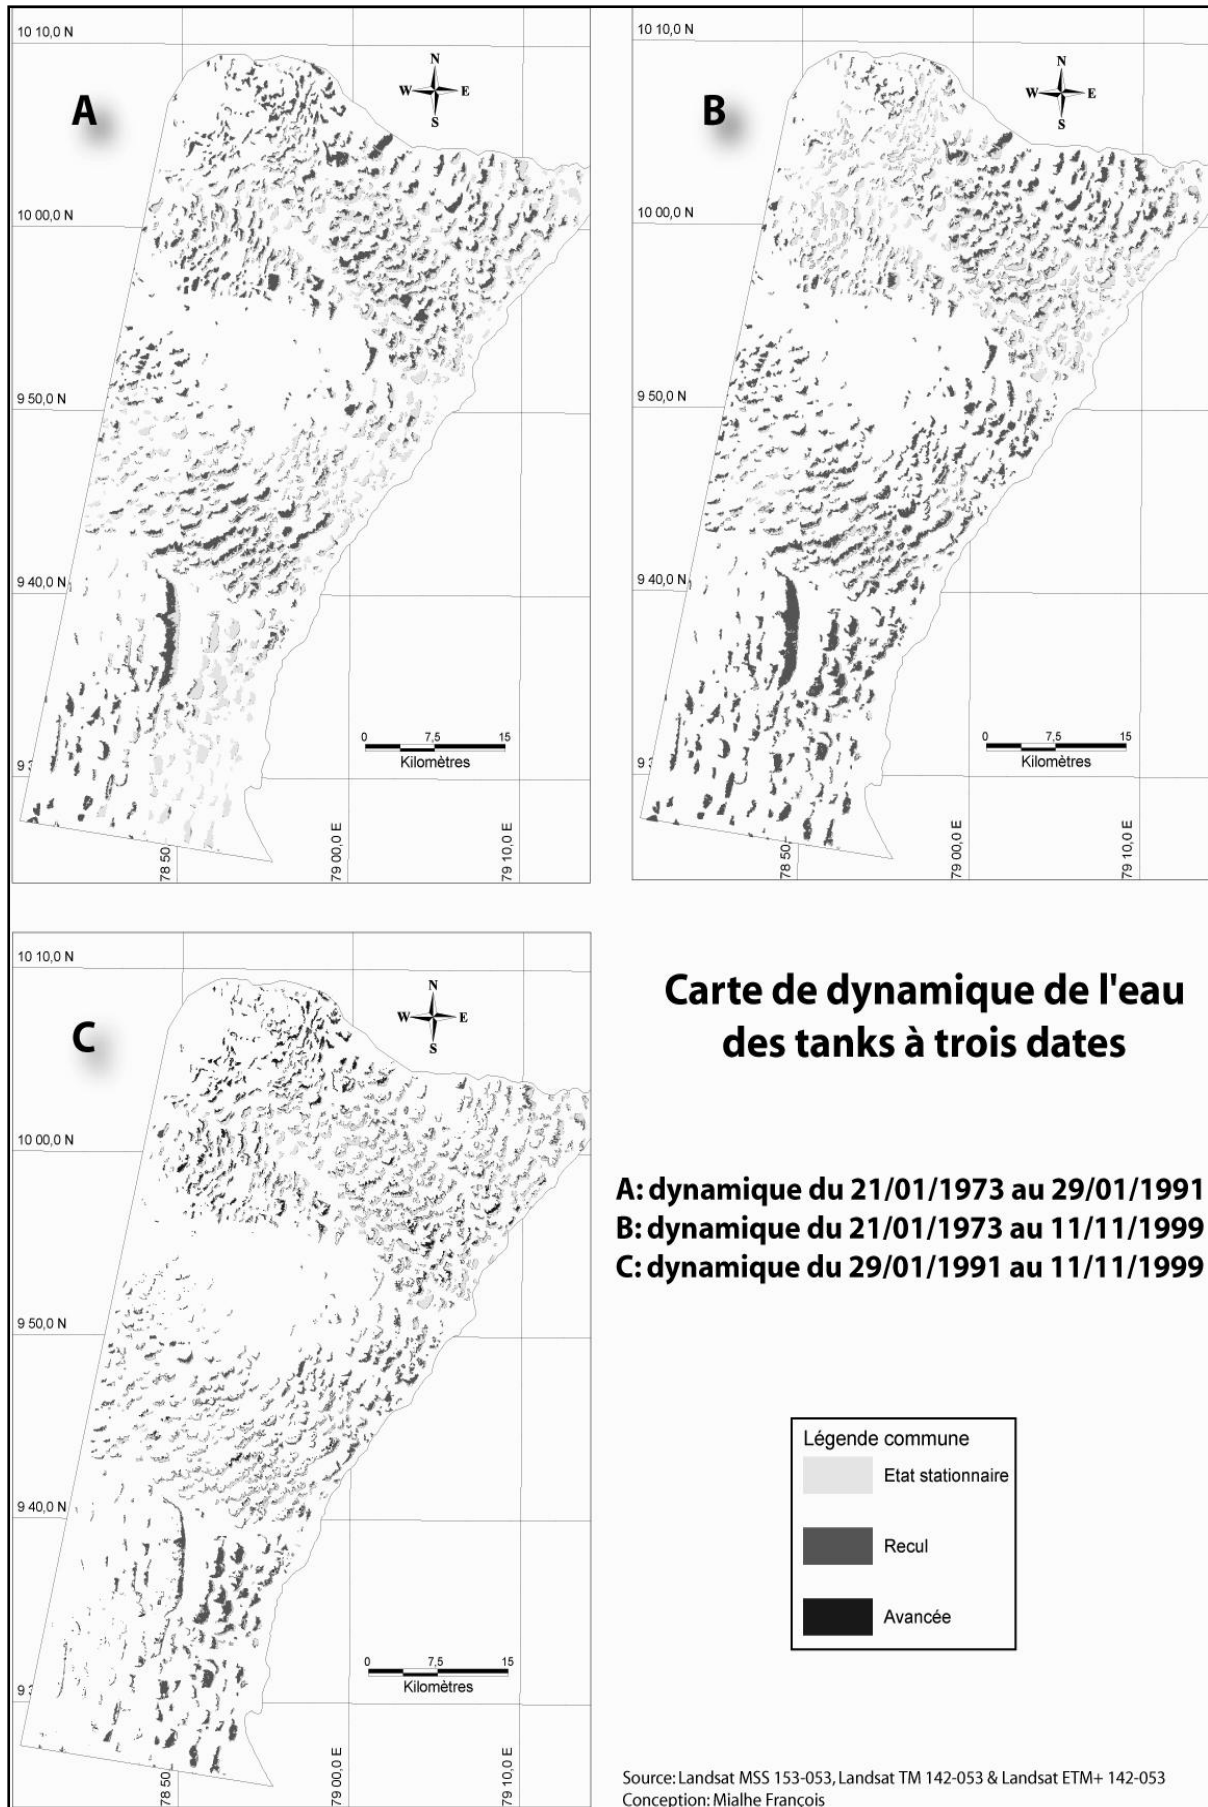 10 10,0 N
A
N
W E
S
10 00,0 N
9 50,0 N
9 40,0 N
0 7,5 15
Kilomètres
9 3
78 50,
79 00,0 E
79 10,0 E
10 10,0 N
B
N
W E
S
10 00,0 N
9 50,0 N
9 40,0 N
0 7,5 15
Kilomètres
9 3
78 50,
79 00,0 E
79 10,0 E
10 10,0 N
C
N
W E
S
10 00,0 N
9 50,0 N
9 40,0 N
0 7,5 15
Kilomètres
9 3
78 50,
79 00,0 E
79 10,0 E
Carte de dynamique de l'eau
des tanks à trois dates
A: dynamique du 21/01/1973 au 29/01/1991
B: dynamique du 21/01/1973 au 11/11/1999
C: dynamique du 29/01/1991 au 11/11/1999
Légende commune
Etat stationnaire
Recul
Avancée
Source: Landsat MSS 153-053, Landsat TM 142-053 & Landsat ETM+ 142-053
Conception: Mialhe François